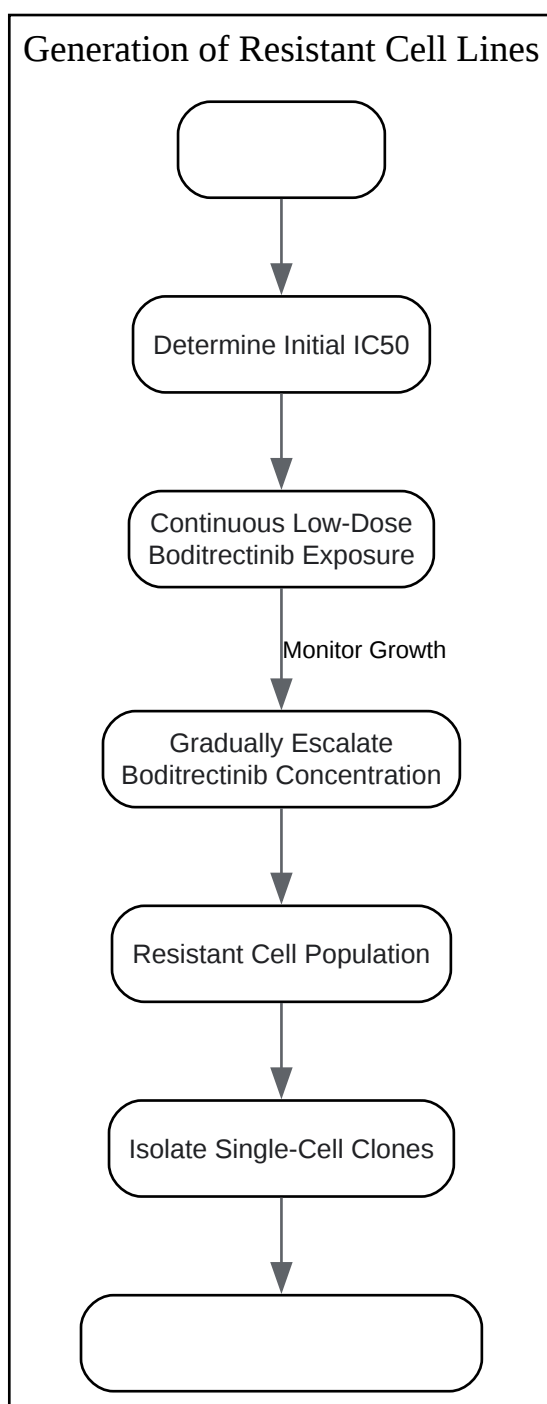 Generation of Resistant Cell Lines
Determine Initial IC50
Continuous Low-Dose
Boditrectinib Exposure
Monitor Growth
Gradually Escalate
Boditrectinib Concentration
Resistant Cell Population
Isolate Single-Cell Clones